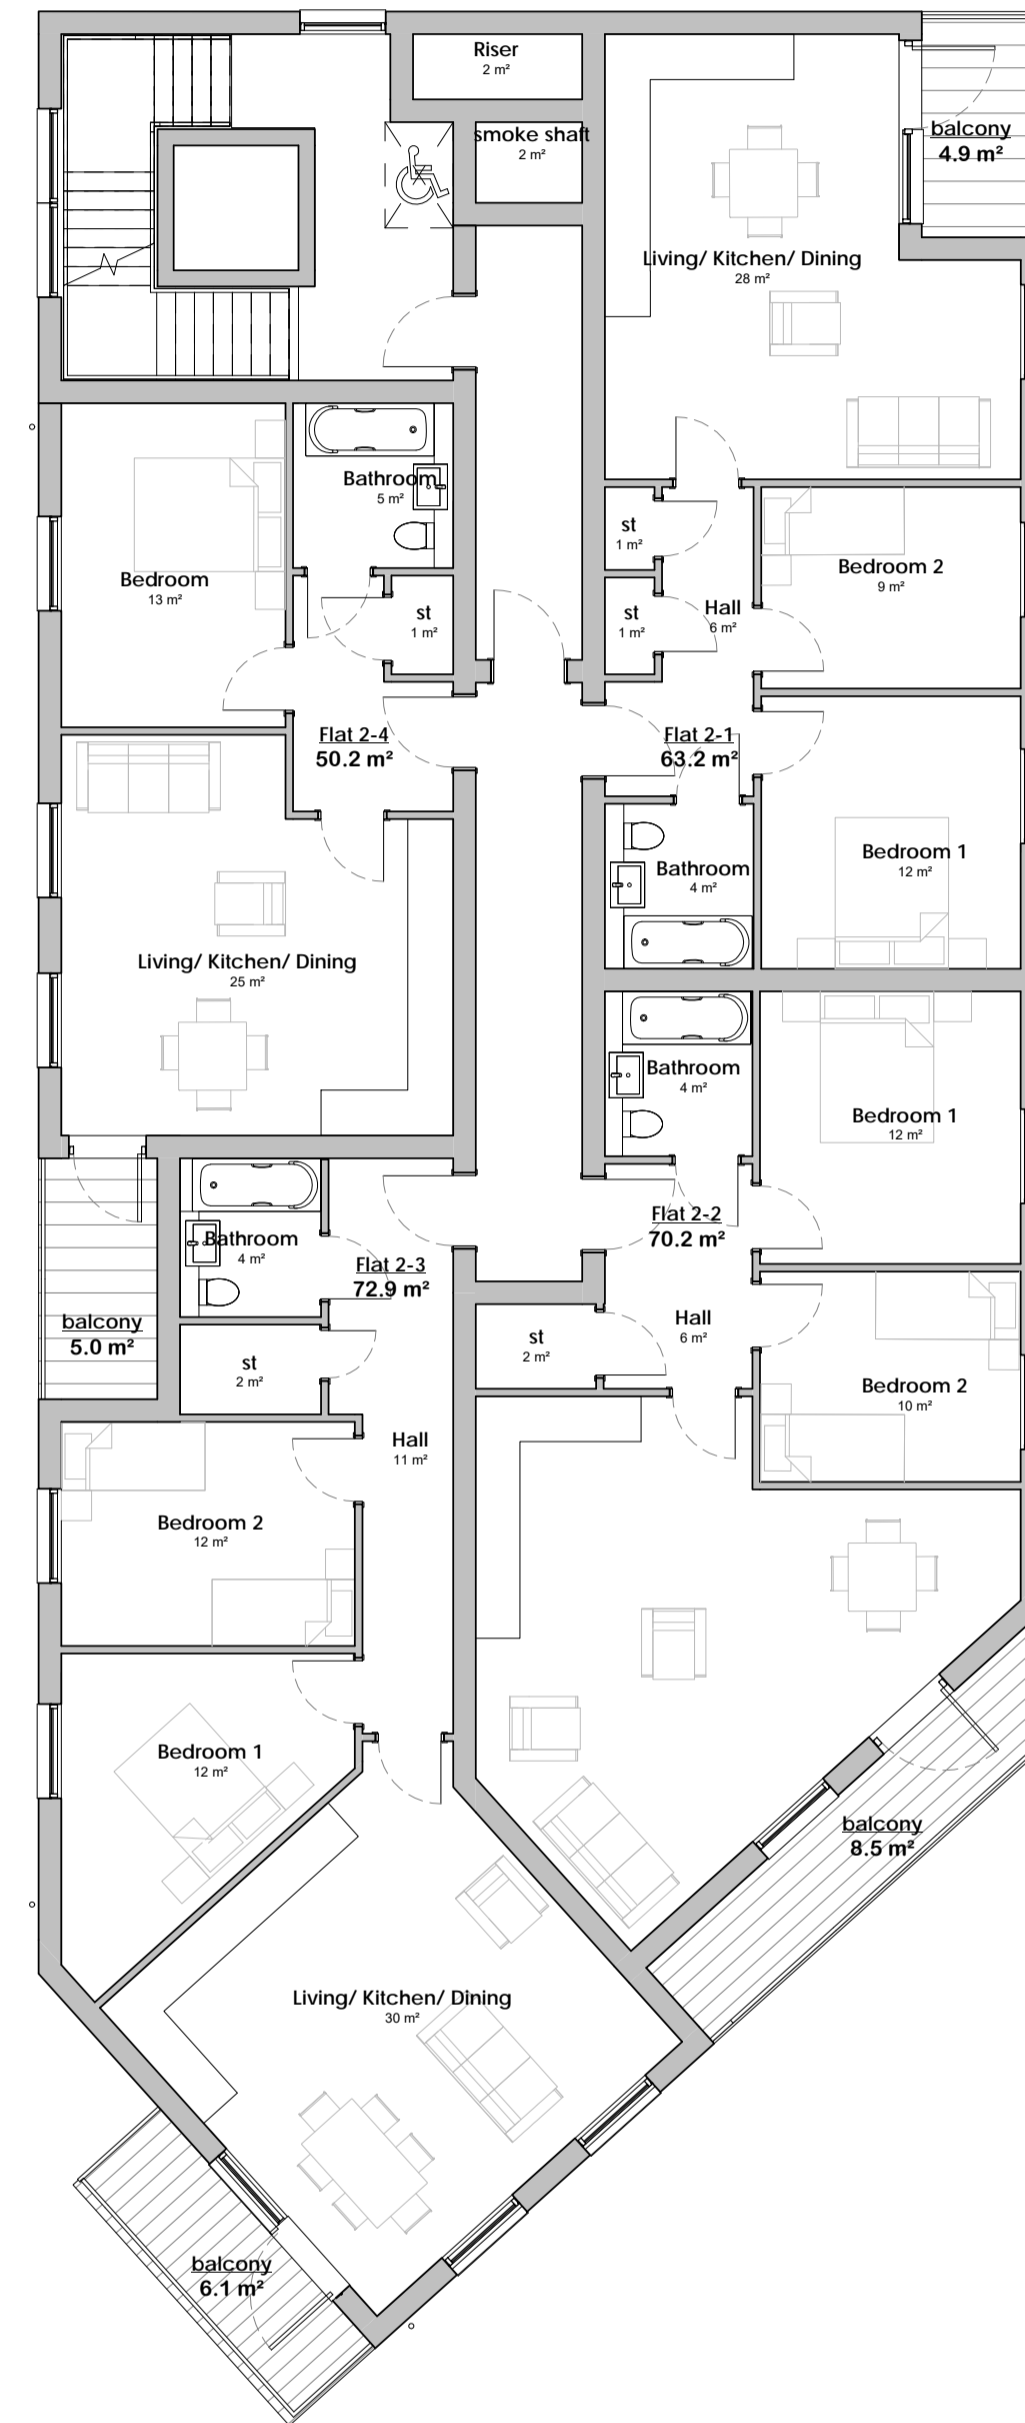 Riser
2 m²
smoke shaft
2 m²
balcony
4.9 m²
Living/ Kitchen/ Dining
28 m²
Bathroom
5 m²
Bedroom
13 m²
st
1 m²
st
1 m²
st
1 m²
Hall
6 m²
Bedroom 2
9 m²
Flat 2-4
50.2 m²
Flat 2-1
63.2 m²
Bathroom
4 m²
Bedroom 1
12 m²
Living/ Kitchen/ Dining
25 m²
Bathroom
4 m²
Bedroom 1
12 m²
Flat 2-2
70.2 m²
Bathroom
4 m²
Flat 2-3
72.9 m²
balcony
5.0 m²
st
2 m²
st
2 m²
Hall
6 m²
Bedroom 2
10 m²
Hall
11 m²
Bedroom 2
12 m²
Bedroom 1
12 m²
balcony
8.5 m²
Living/ Kitchen/ Dining
30 m²
balcony
6.1 m²